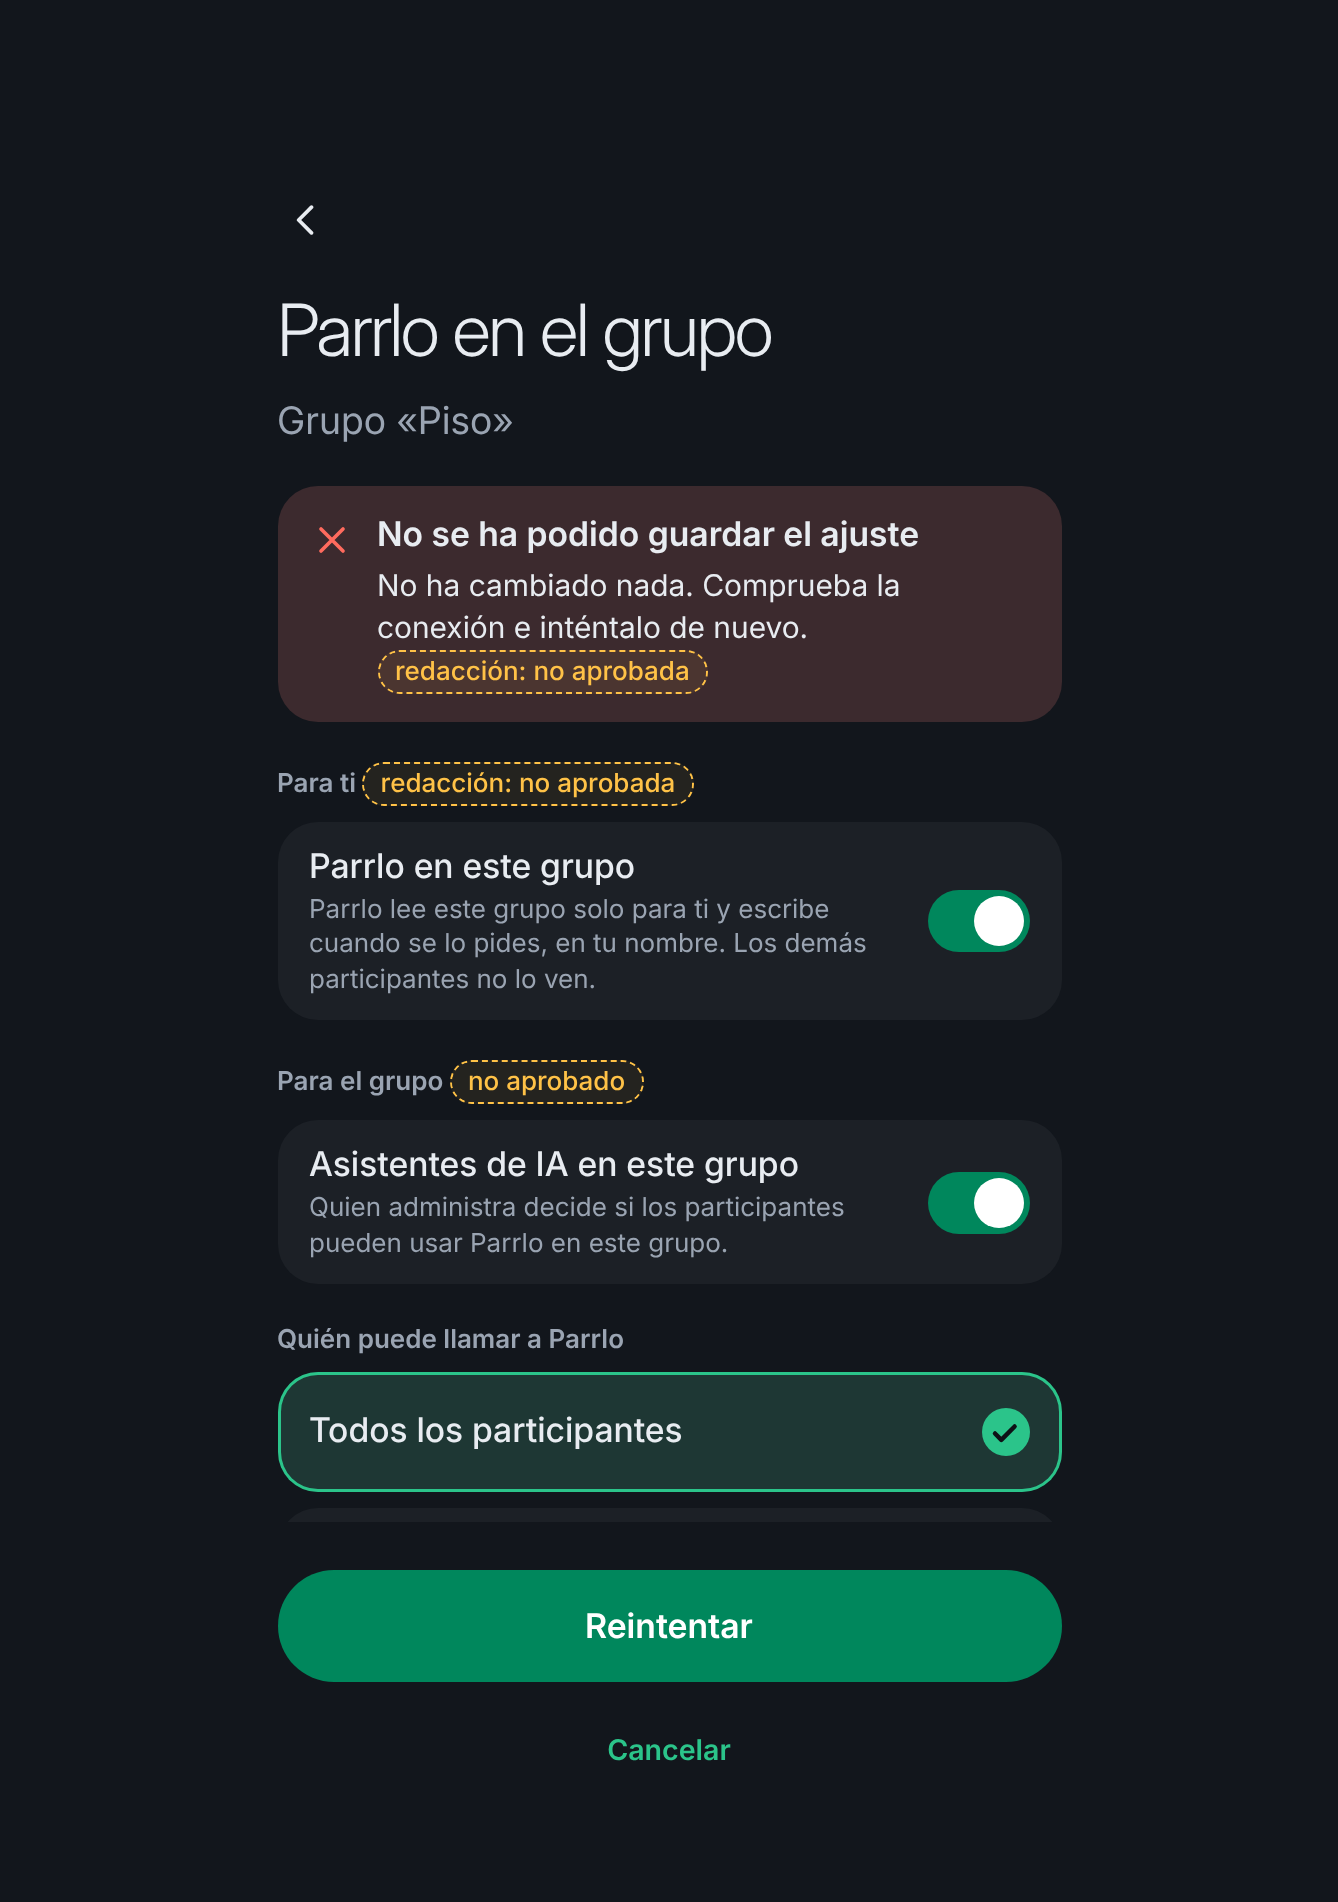 Parrlo en el grupo
Grupo «Piso»
No se ha podido guardar el ajuste
No ha cambiado nada. Comprueba la
conexión e inténtalo de nuevo.
redacción: no aprobada
Para ti redacción: no aprobada
Parrlo en este grupo
Parrlo lee este grupo solo para ti y escribe
cuando se lo pides, en tu nombre. Los demás
participantes no lo ven.
Para el grupo no aprobado
Asistentes de IA en este grupo
Quien administra decide si los participantes
pueden usar Parrlo en este grupo.
Quién puede llamar a Parrlo
Todos los participantes
Reintentar
Cancelar